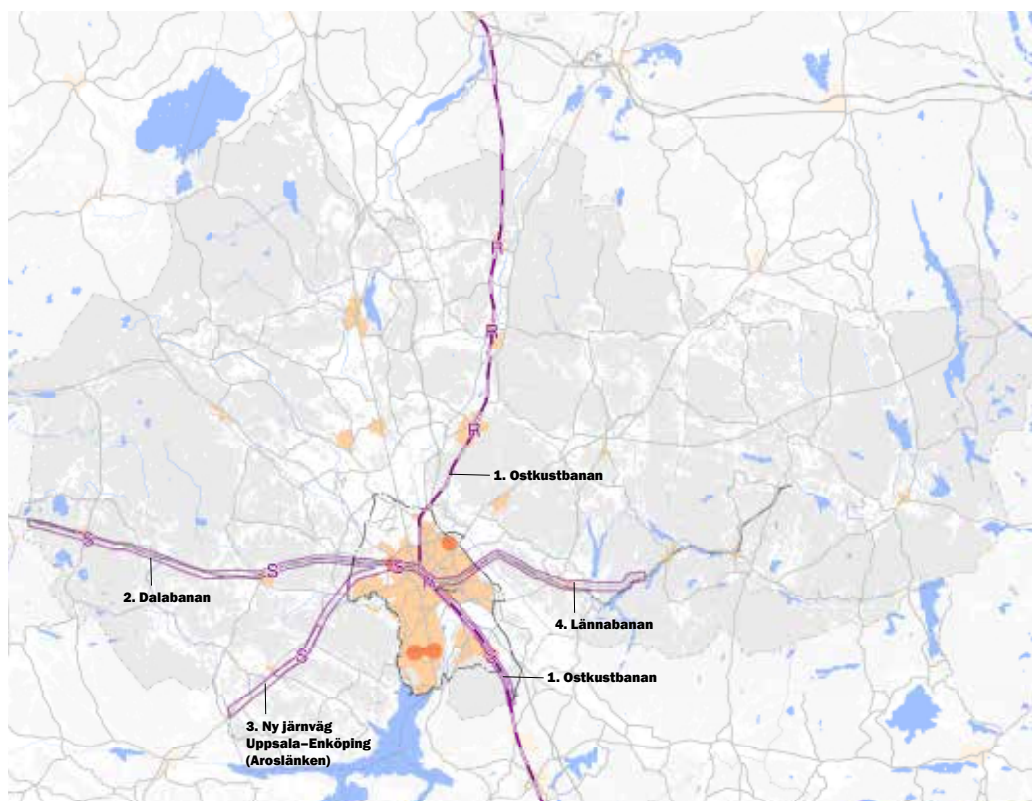 R
R
R
1. Ostkustbanan
S
S
S
2. Dalabanan
4. Lännabanan
S
S
1. Ostkustbanan
3. Ny järnväg
Uppsala–Enköping
(Aroslänken)